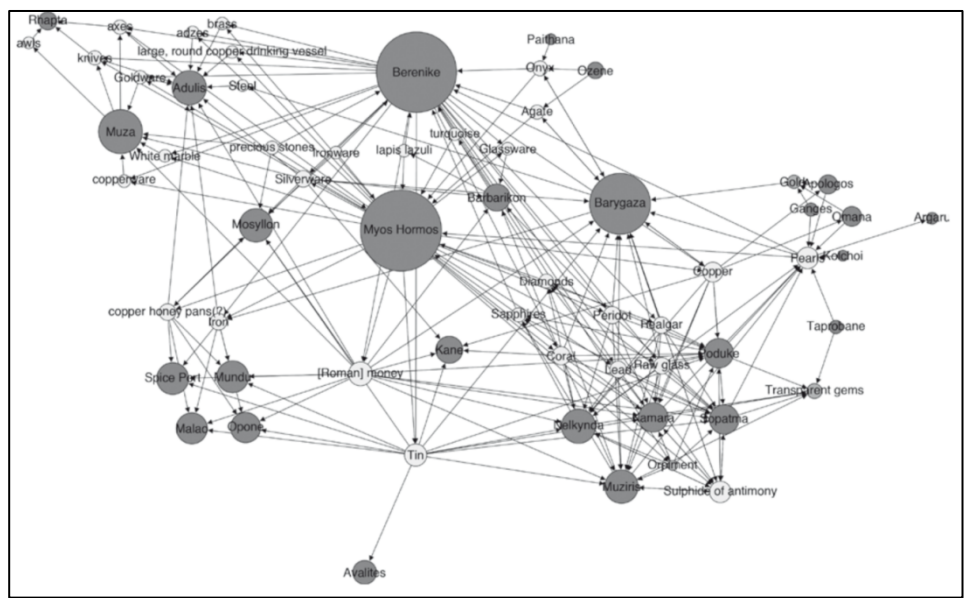 Rhapta
axes
brass
adzes
awls
knives
large, round copper drinking vessel
Paithana
Onyx
Ozene
Berenike
Goldware
Adulis
Steel
Agate
Muza
turquoise
White marble
precious stones
Ironware
lapis lazuli
Glassware
copperware
Silverware
Barbarikon
Barygaza
Gold
Apologos
Ganges
Omana
Mosyllon
Myos Hormos
Pearl
Kolchoi
Copper
Diamonds
copper honey pans(?)
Iron
Sapphires
Peridot
Realgar
Taprobane
Kane
Coral
Lead
Raw glass
Poduke
Spice Port
Mundu
[Roman] money
Transparent gems
Malao
Opone
Nelkynda
Kamara
Sopatma
Tin
Orpiment
Muziris
Sulphide of antimony
Avalites